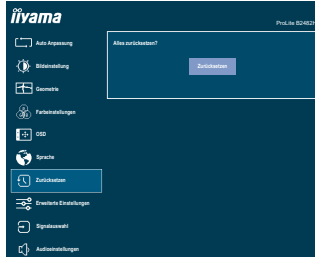 iiyama
ProLite B2482H
Auto Anpassung
Alles zurücksetzen?
Bildeinstellung
Zurücksetzen
Geometrie
Farbeinstellungen
OSD
Sprache
Zurücksetzen
Erweiterte Einstellungen
Signalauswahl
Audioeinstellungen